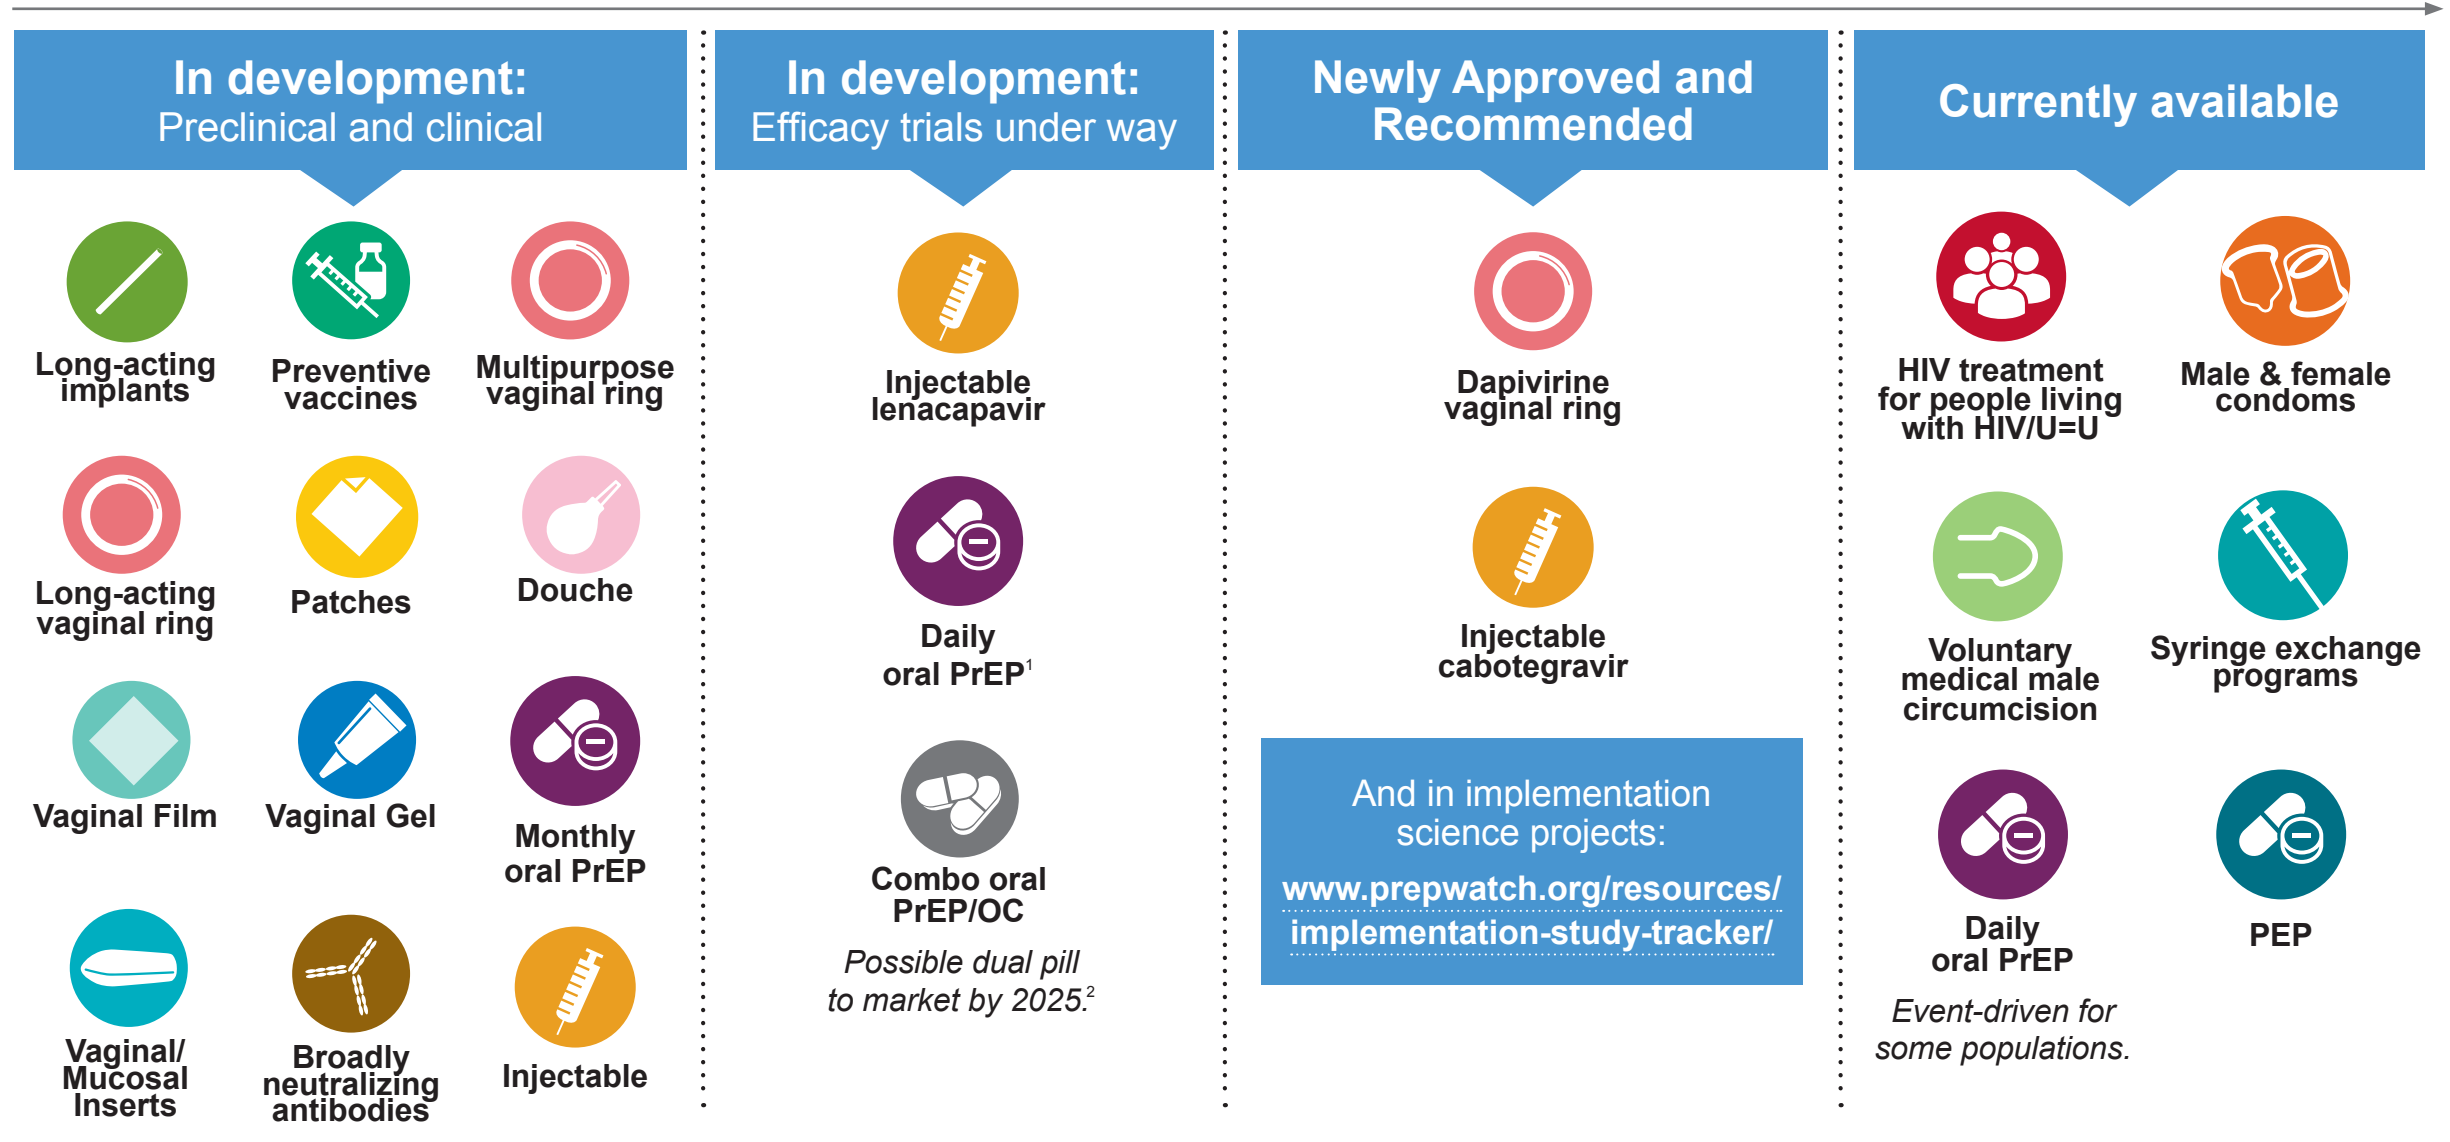 In development:
Preclinical and clinical
Long-acting
implants
Preventive
vaccines
Multipurpose
vaginal ring
Long-acting
vaginal ring
Patches
Douche
Vaginal Film
Vaginal Gel
Monthly
oral PrEP
Vaginal/
Mucosal
Inserts
Broadly
neutralizing
antibodies
Injectable
In development:
Efficacy trials under way
Injectable
lenacapavir
Daily
oral PrEP¹
Combo oral
PrEP/OC
Possible dual pill
to market by 2025.²
Newly Approved and
Recommended
Dapivirine
vaginal ring
Injectable
cabotegravir
And in implementation
science projects:
www.prepwatch.org/resources/
implementation-study-tracker/
Currently available
HIV treatment
for people living
with HIV/U=U
Male & female
condoms
Voluntary
medical male
circumcision
Syringe exchange
programs
Daily
oral PrEP
Event-driven for
some populations.
PEP